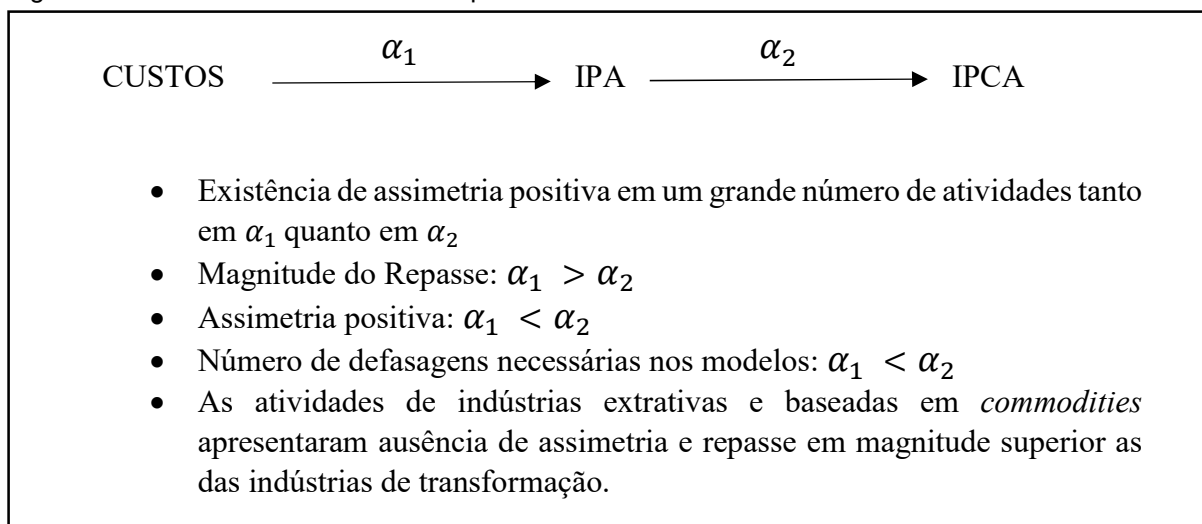 α₁ α₂
CUSTOS IPA IPCA
• Existência de assimetria positiva em um grande número de atividades tanto
em α₁ quanto em α₂
• Magnitude do Repasse: α₁ > α₂
• Assimetria positiva: α₁ < α₂
• Número de defasagens necessárias nos modelos: α₁ < α₂
• As atividades de indústrias extrativas e baseadas em commodities
apresentaram ausência de assimetria e repasse em magnitude superior as
das indústrias de transformação.